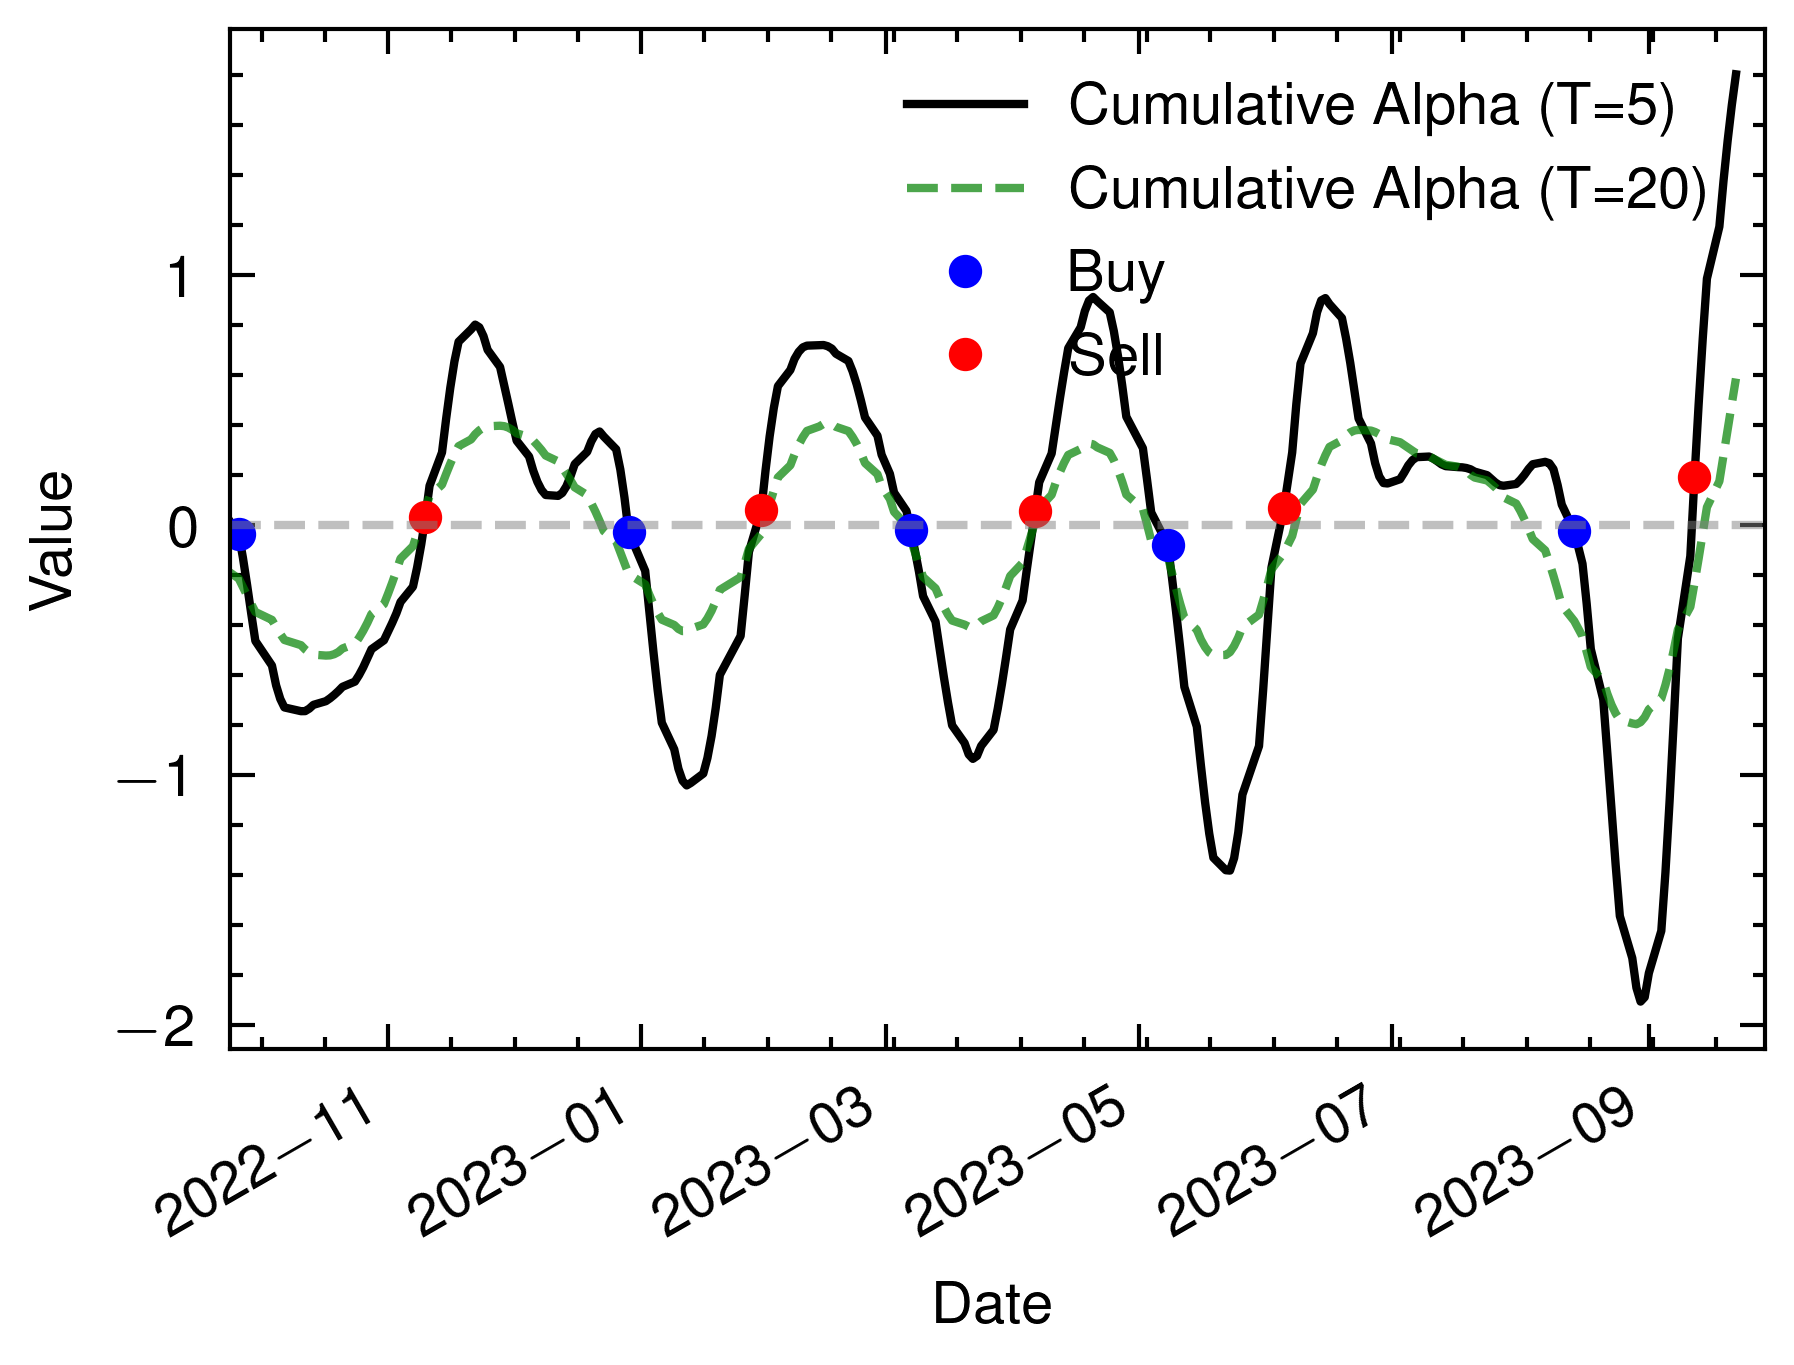 Cumulative Alpha (T=5)
Cumulative Alpha (T=20)
Buy
Sell
1
0
−1
−2
Value
2022−11
2023−01
2023−03
2023−05
2023−07
2023−09
Date